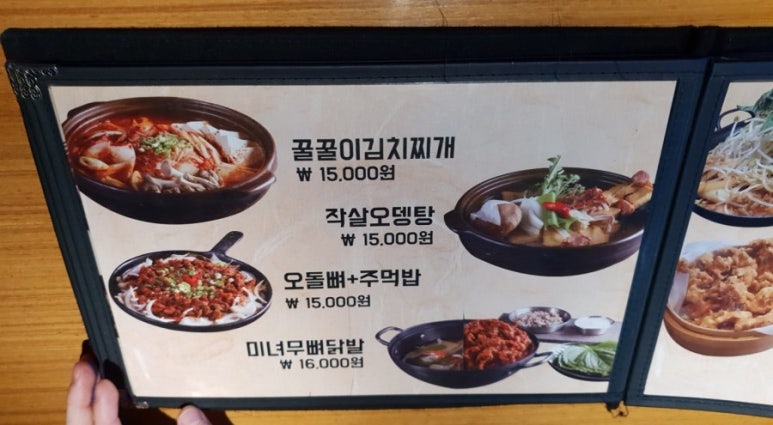 꿀꿀이김치찌개
₩ 15,000원
작살오뎅탕
₩ 15,000원
오돌뼈+주먹밥
₩ 15,000원
미녀무뼈닭발
₩ 16,000원